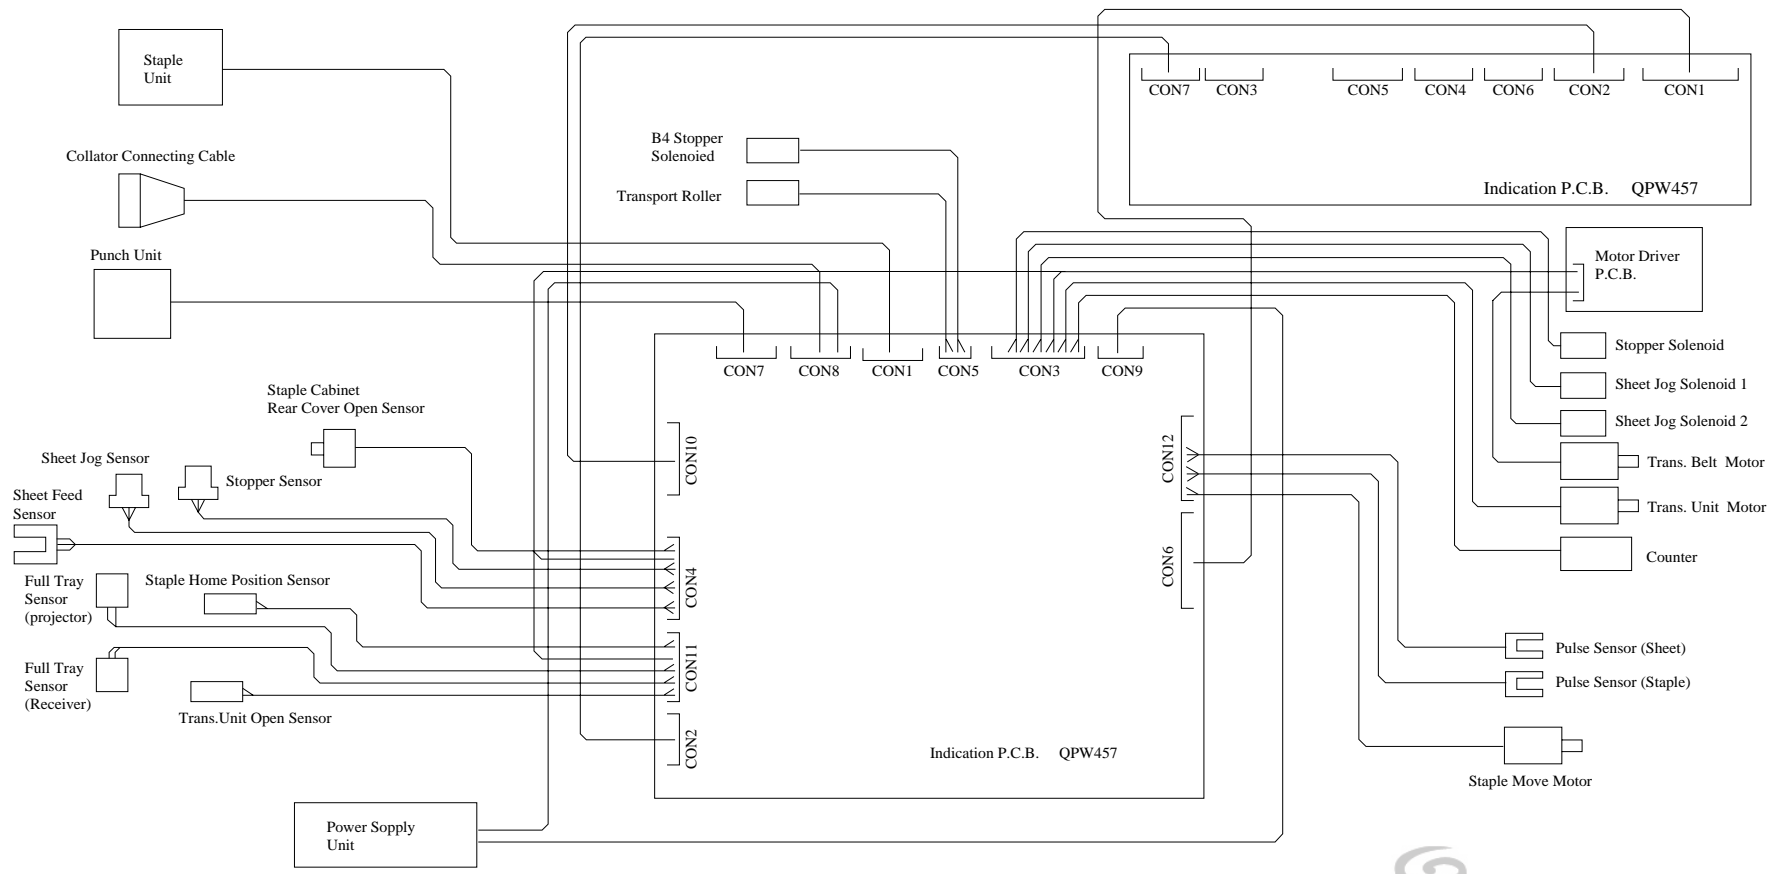 Staple
Unit
CON7
CON3
CON5
CON4
CON6
CON2
CON1
Indication P.C.B. QPW457
B4 Stopper
Solenoied
Transport Roller
Collator Connecting Cable
Punch Unit
Motor Driver
P.C.B.
Stopper Solenoid
Sheet Jog Solenoid 1
Sheet Jog Solenoid 2
Trans. Belt Motor
Trans. Unit Motor
Counter
CON7
CON8
CON1
CON5
CON3
CON9
Staple Cabinet
Rear Cover Open Sensor
Sheet Jog Sensor
Stopper Sensor
Sheet Feed
Sensor
Full Tray
Sensor
(projector)
Staple Home Position Sensor
Full Tray
Sensor
(Receiver)
Trans.Unit Open Sensor
CON10
CON4
CON11
CON2
CON12
CON6
Pulse Sensor (Sheet)
Pulse Sensor (Staple)
Staple Move Motor
Indication P.C.B. QPW457
Power Sopply
Unit